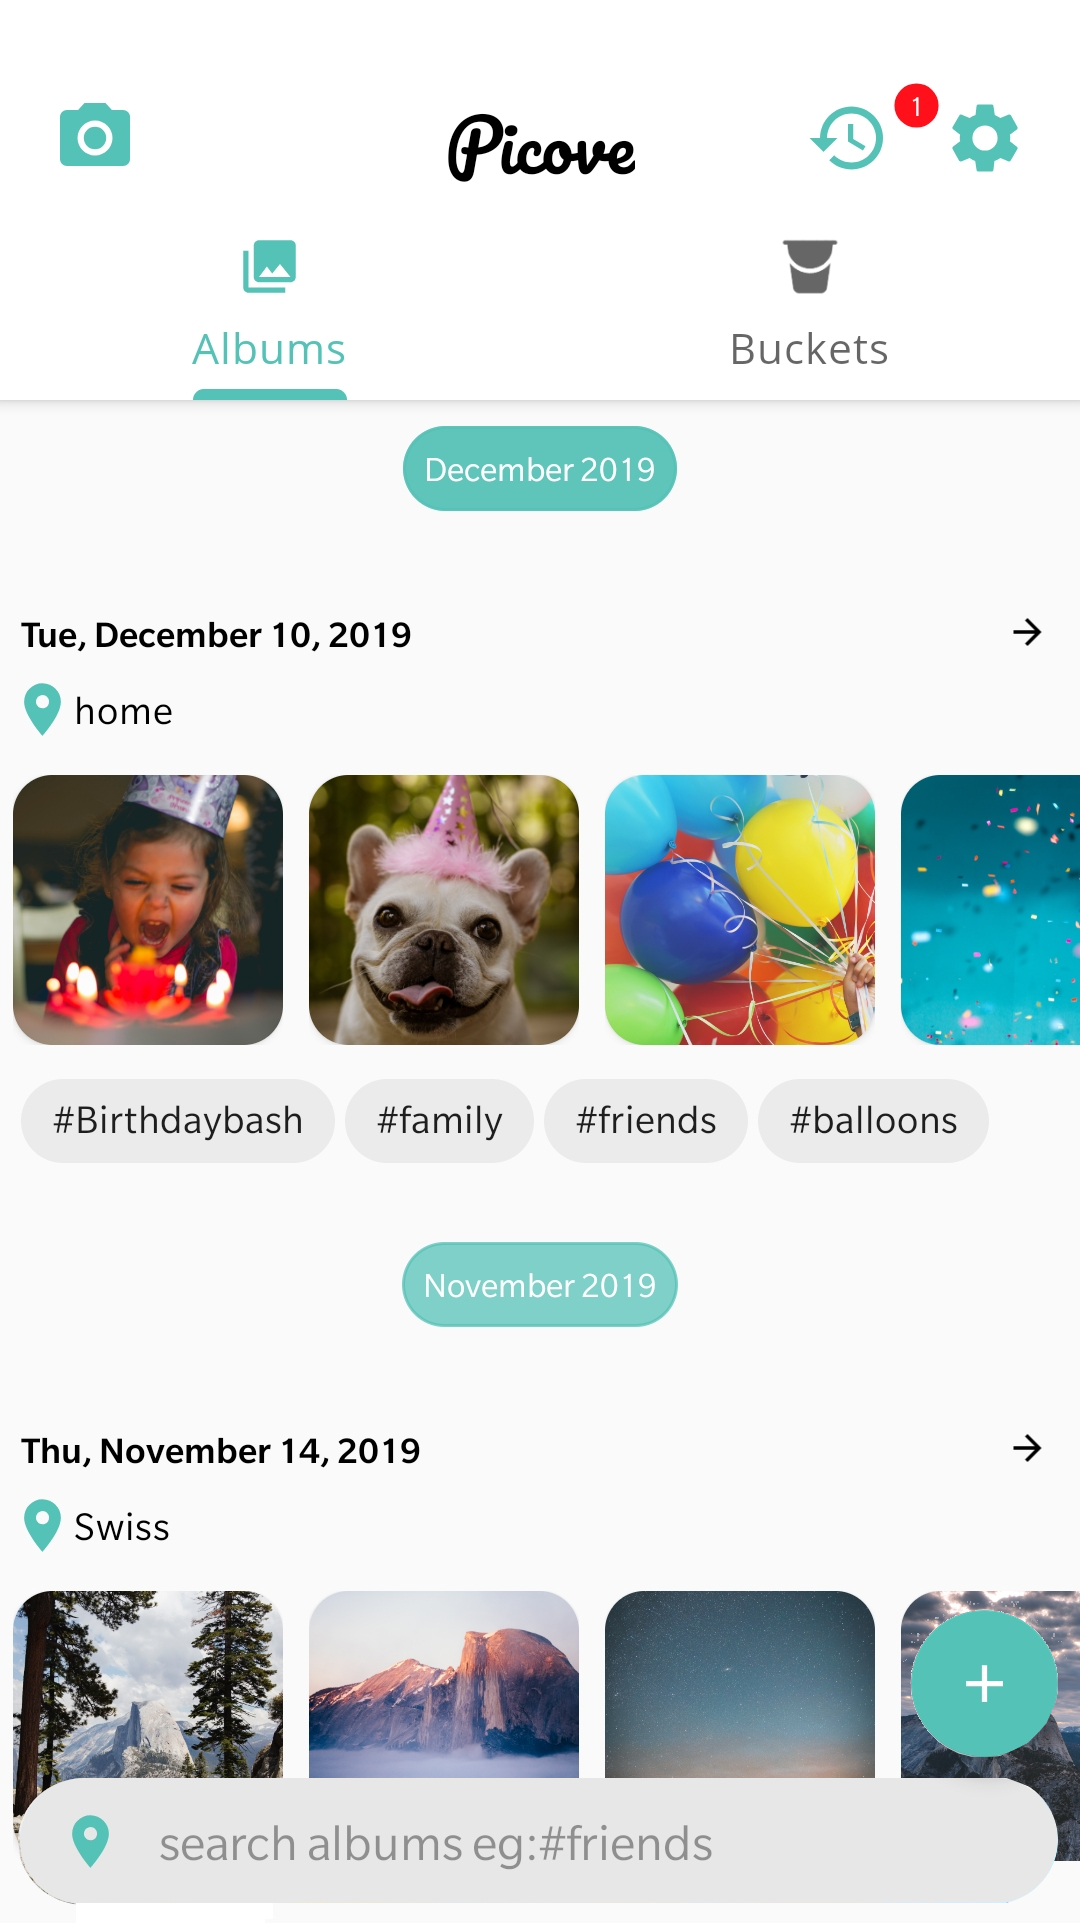 Picove
1
Albums
Buckets
December 2019
Tue, December 10, 2019
home
#Birthdaybash
#family
#friends
#balloons
November 2019
Thu, November 14, 2019
Swiss
+
search albums eg:#friends